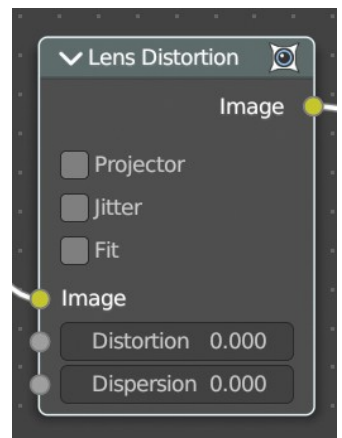 Lens Distortion
Image
Projector
Jitter
Fit
Image
Distortion 0.000
Dispersion 0.000